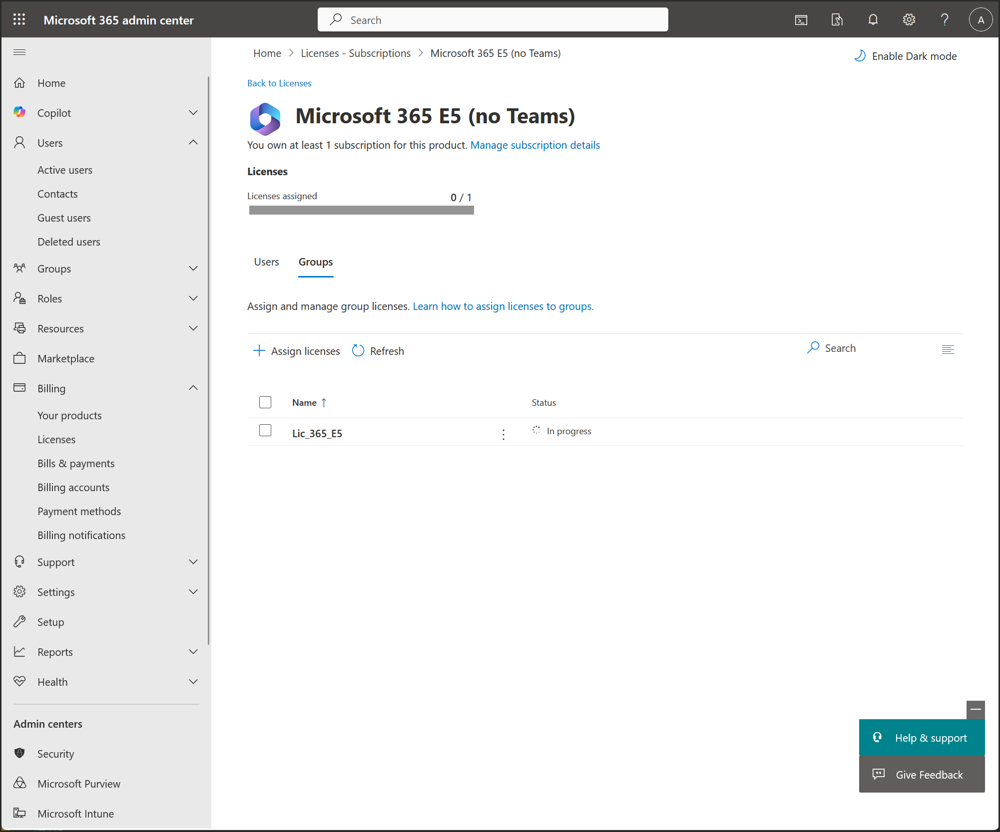 Microsoft 365 admin center
Search
A
Home
Copilot
Users
Active users
Contacts
Guest users
Deleted users
Groups
Roles
Resources
Marketplace
Billing
Your products
Licenses
Bills & payments
Billing accounts
Payment methods
Billing notifications
Support
Settings
Setup
Reports
Health
Admin centers
Security
Microsoft Purview
Microsoft Intune
Home > Licenses - Subscriptions > Microsoft 365 E5 (no Teams)
Enable Dark mode
Back to Licenses
Microsoft 365 E5 (no Teams)
You own at least 1 subscription for this product. Manage subscription details
Licenses
Licenses assigned 0 / 1
Users Groups
Assign and manage group licenses. Learn how to assign licenses to groups.
Assign licenses Refresh Search
Name ↑ Status
Lic_365_E5 In progress
Help & support
Give Feedback